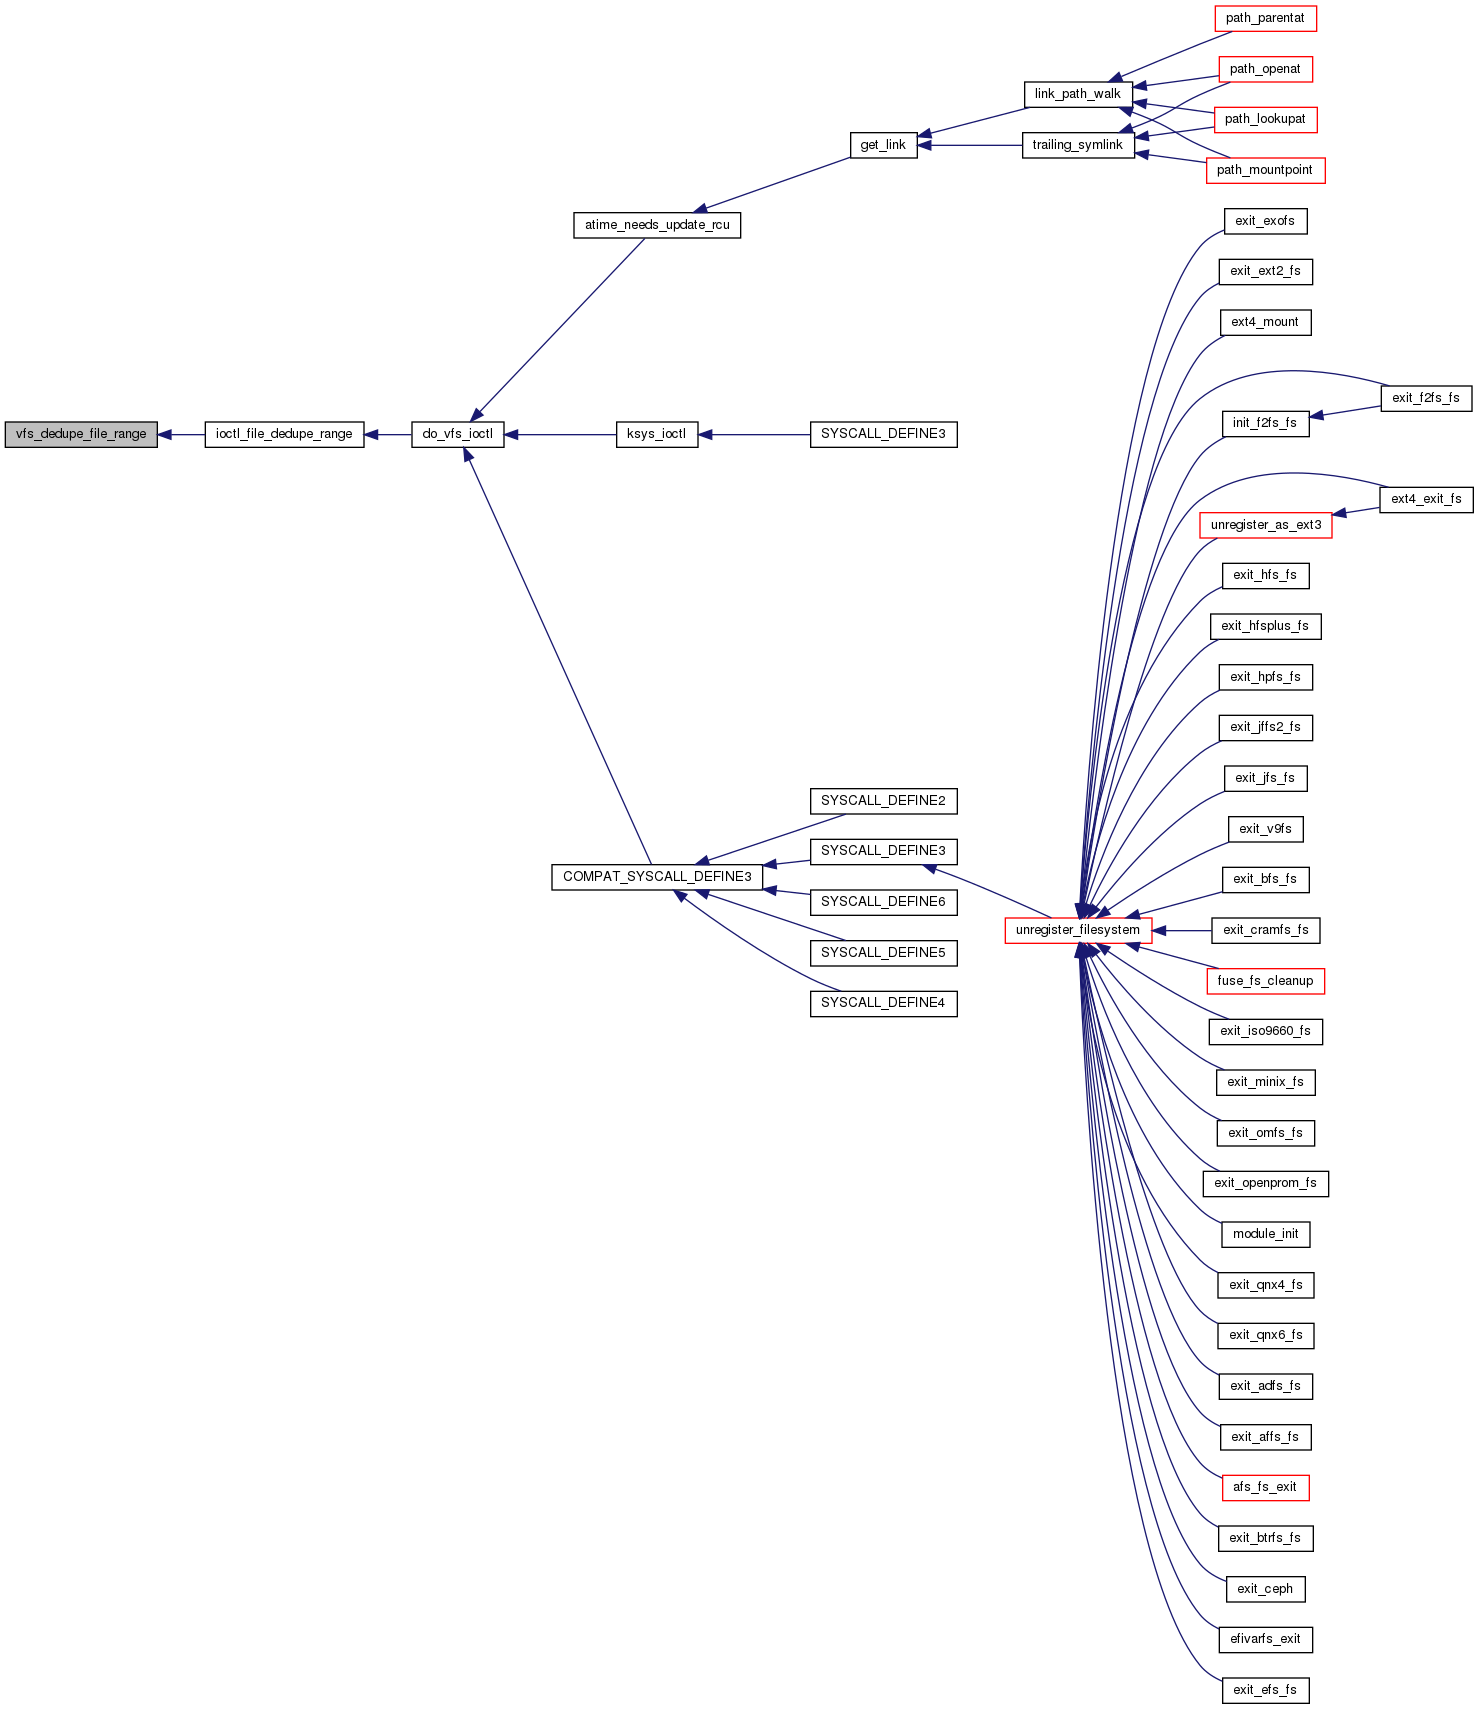 path_parentat
path_openat
link_path_walk
path_lookupat
get_link
trailing_symlink
path_mountpoint
atime_needs_update_rcu
exit_exofs
exit_ext2_fs
ext4_mount
exit_f2fs_fs
init_f2fs_fs
vfs_dedupe_file_range
ioctl_file_dedupe_range
do_vfs_ioctl
ksys_ioctl
SYSCALL_DEFINE3
ext4_exit_fs
unregister_as_ext3
exit_hfs_fs
exit_hfsplus_fs
exit_hpfs_fs
exit_jffs2_fs
exit_jfs_fs
SYSCALL_DEFINE2
exit_v9fs
SYSCALL_DEFINE3
COMPAT_SYSCALL_DEFINE3
exit_bfs_fs
SYSCALL_DEFINE6
unregister_filesystem
exit_cramfs_fs
SYSCALL_DEFINE5
fuse_fs_cleanup
SYSCALL_DEFINE4
exit_iso9660_fs
exit_minix_fs
exit_omfs_fs
exit_openprom_fs
module_init
exit_qnx4_fs
exit_qnx6_fs
exit_adfs_fs
exit_affs_fs
afs_fs_exit
exit_btrfs_fs
exit_ceph
efivarfs_exit
exit_efs_fs